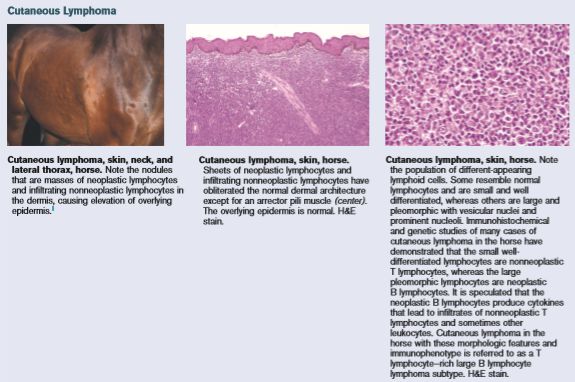 Cutaneous Lymphoma
Cutaneous lymphoma, skin, neck, and
lateral thorax, horse. Note the nodules
that are masses of neoplastic lymphocytes
and infiltrating nonneoplastic lymphocytes in
the dermis, causing elevation of overlying
epidermis.
Cutaneous lymphoma, skin, horse.
Sheets of neoplastic lymphocytes and
infiltrating nonneoplastic lymphocytes have
obliterated the normal dermal architecture
except for an arrector pili muscle (center).
The overlying epidermis is normal. H&E
stain.
Cutaneous lymphoma, skin, horse. Note
the population of different-appearing
lymphoid cells. Some resemble normal
lymphocytes and are small and well
differentiated, whereas others are large and
pleomorphic with vesicular nuclei and
prominent nucleoli. Immunohistochemical
and genetic studies of many cases of
cutaneous lymphoma in the horse have
demonstrated that the small well-
differentiated lymphocytes are nonneoplastic
T lymphocytes, whereas the large
pleomorphic lymphocytes are neoplastic
B lymphocytes. It is speculated that the
neoplastic B lymphocytes produce cytokines
that lead to infiltrates of nonneoplastic T
lymphocytes and sometimes other
leukocytes. Cutaneous lymphoma in the
horse with these morphologic features and
immunophenotype is referred to as a T
lymphocyte–rich large B lymphocyte
lymphoma subtype. H&E stain.